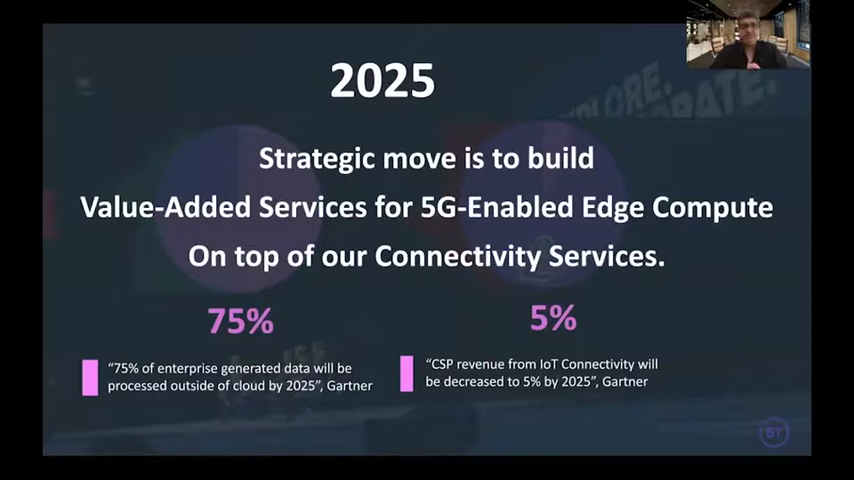 2025
Strategic move is to build
Value-Added Services for 5G-Enabled Edge Compute
On top of our Connectivity Services.
75%
“75% of enterprise generated data will be
processed outside of cloud by 2025”, Gartner
5%
“CSP revenue from IoT Connectivity will
be decreased to 5% by 2025”, Gartner
BT